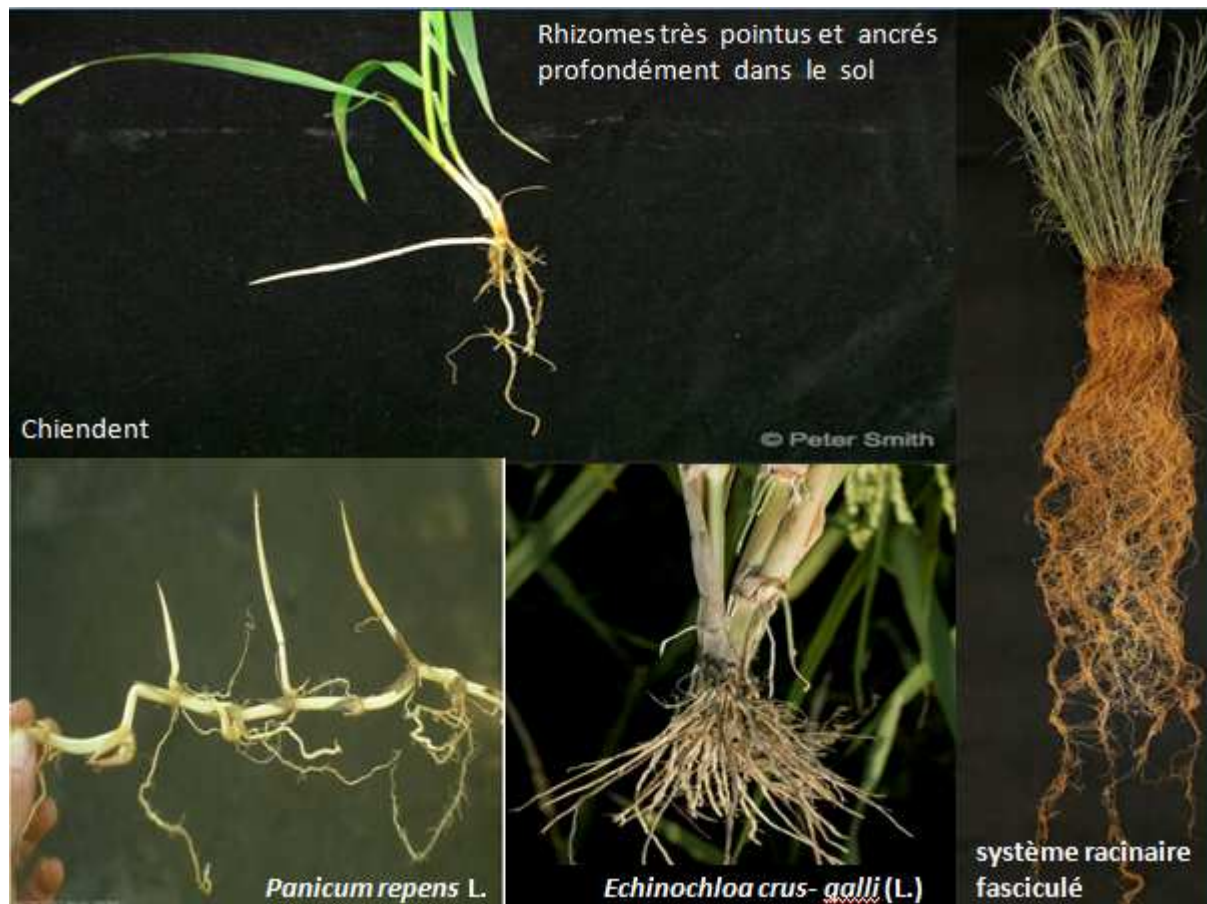 Rhizomes très pointus et ancrés
profondément dans le sol
Chiendent
© Peter Smith
Panicum repens L.
Echinochloa crus- galli (L.)
système racinaire
fasciculé